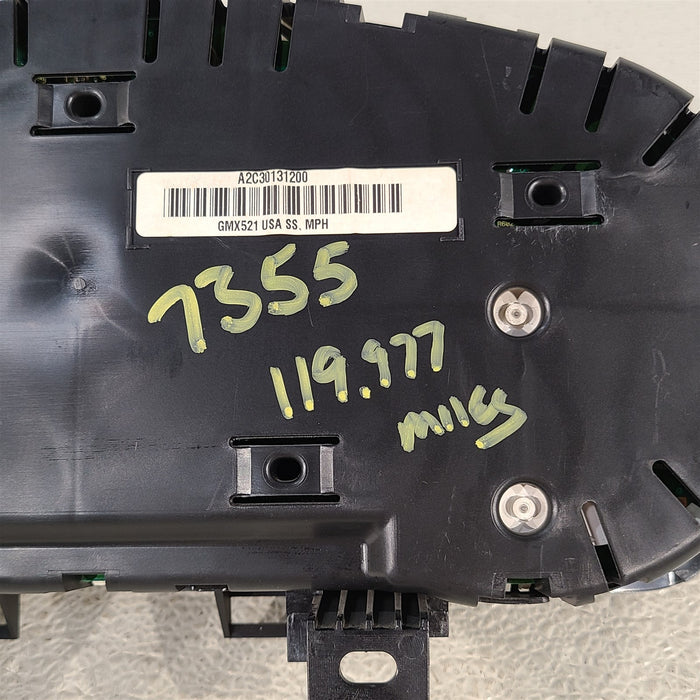 A2C30131200
GMX521 USA SS, MPH
7355
119.977
miles